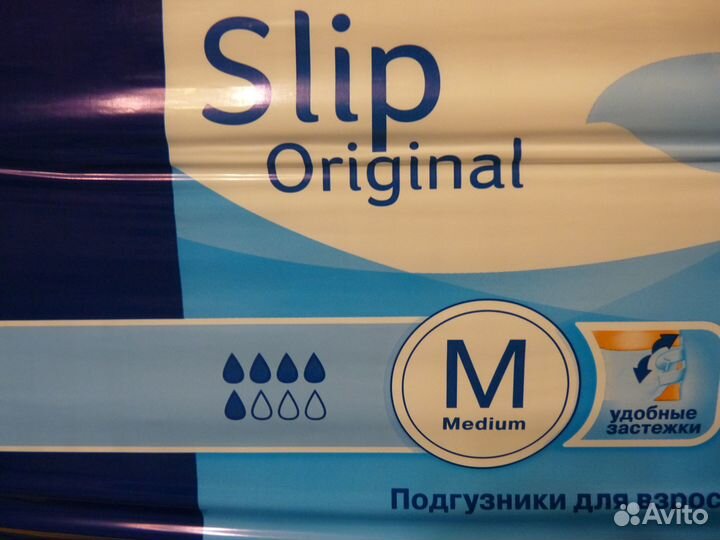 Slip
Original
M
Medium
удобные
застежки
Подгузники для взрос
Avito